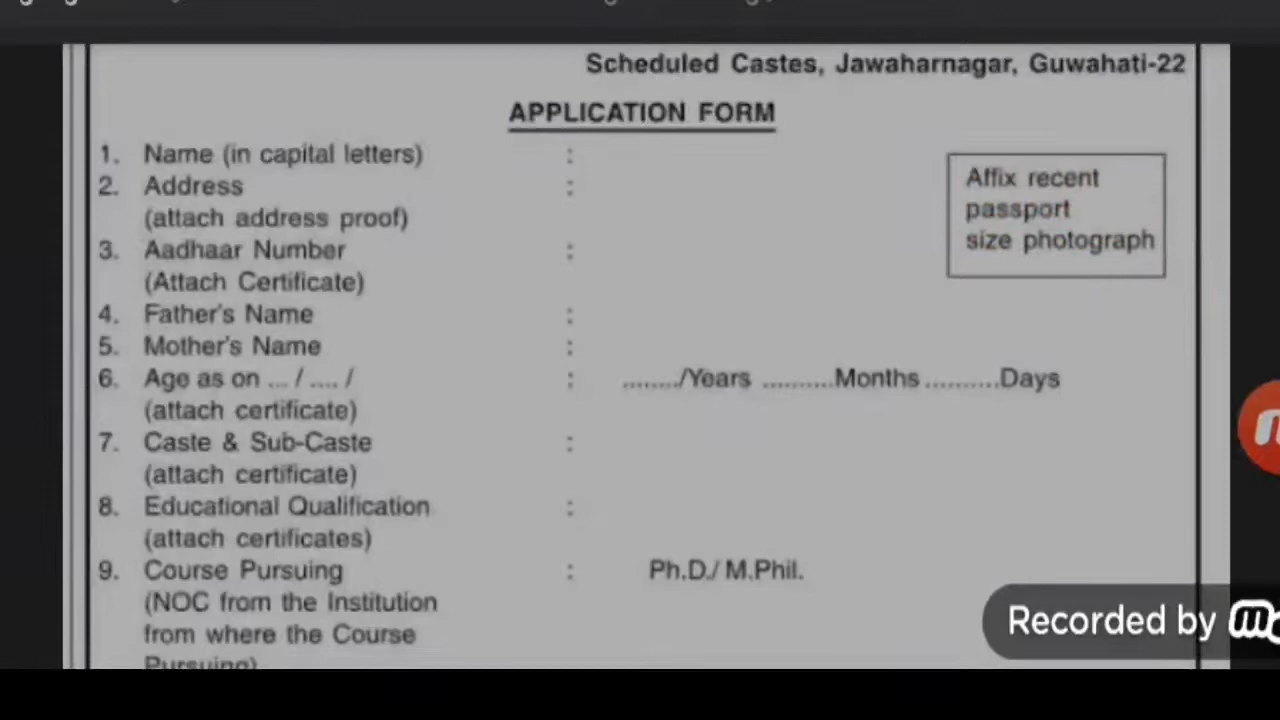 Scheduled Castes, Jawaharnagar, Guwahati-22
APPLICATION FORM
1. Name (in capital letters) :
2. Address :
(attach address proof)
3. Aadhaar Number :
(Attach Certificate)
4. Father's Name :
5. Mother's Name :
6. Age as on ... / .... / : ......../Years ..........Months ..........Days
(attach certificate)
7. Caste & Sub-Caste :
(attach certificate)
8. Educational Qualification :
(attach certificates)
9. Course Pursuing : Ph.D./ M.Phil.
(NOC from the Institution
from where the Course
Pursuing)
Affix recent
passport
size photograph
Recorded by